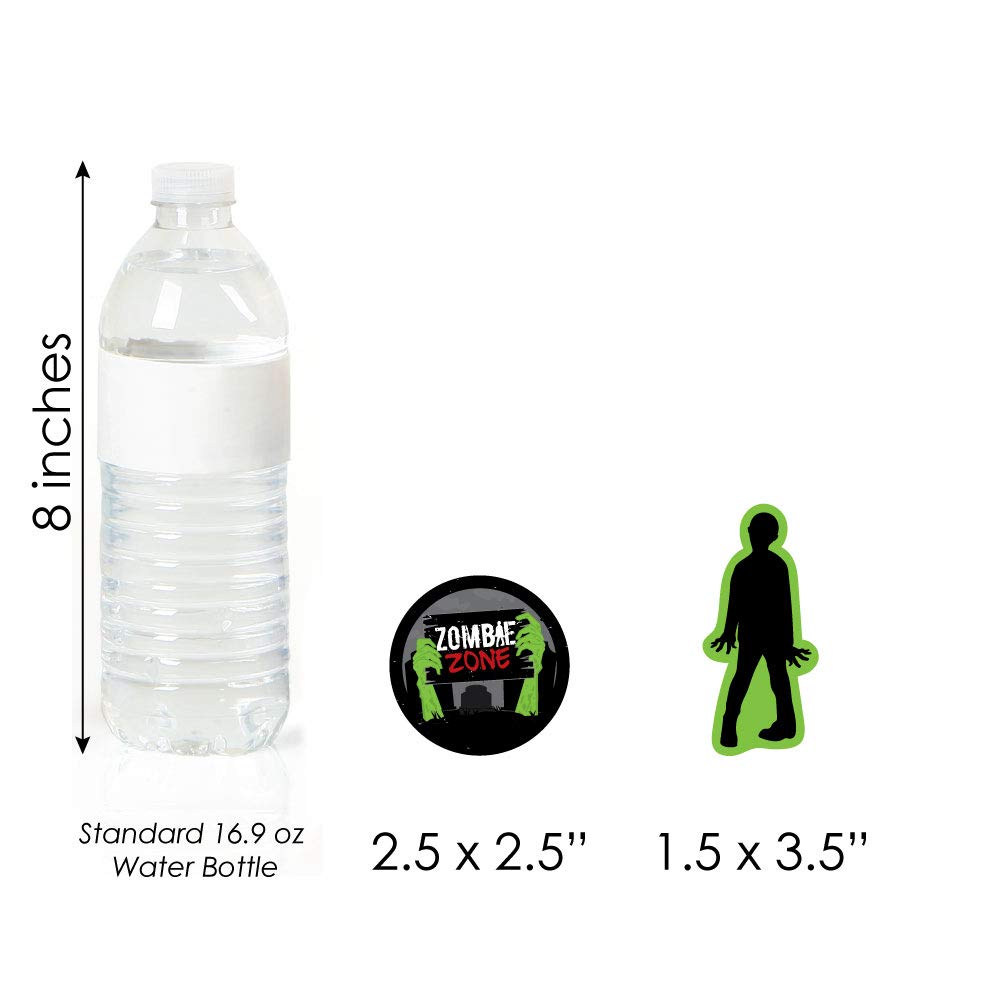 8 inches
ZOMBIE
ZONE
Standard 16.9 oz
Water Bottle
2.5 x 2.5”
1.5 x 3.5”